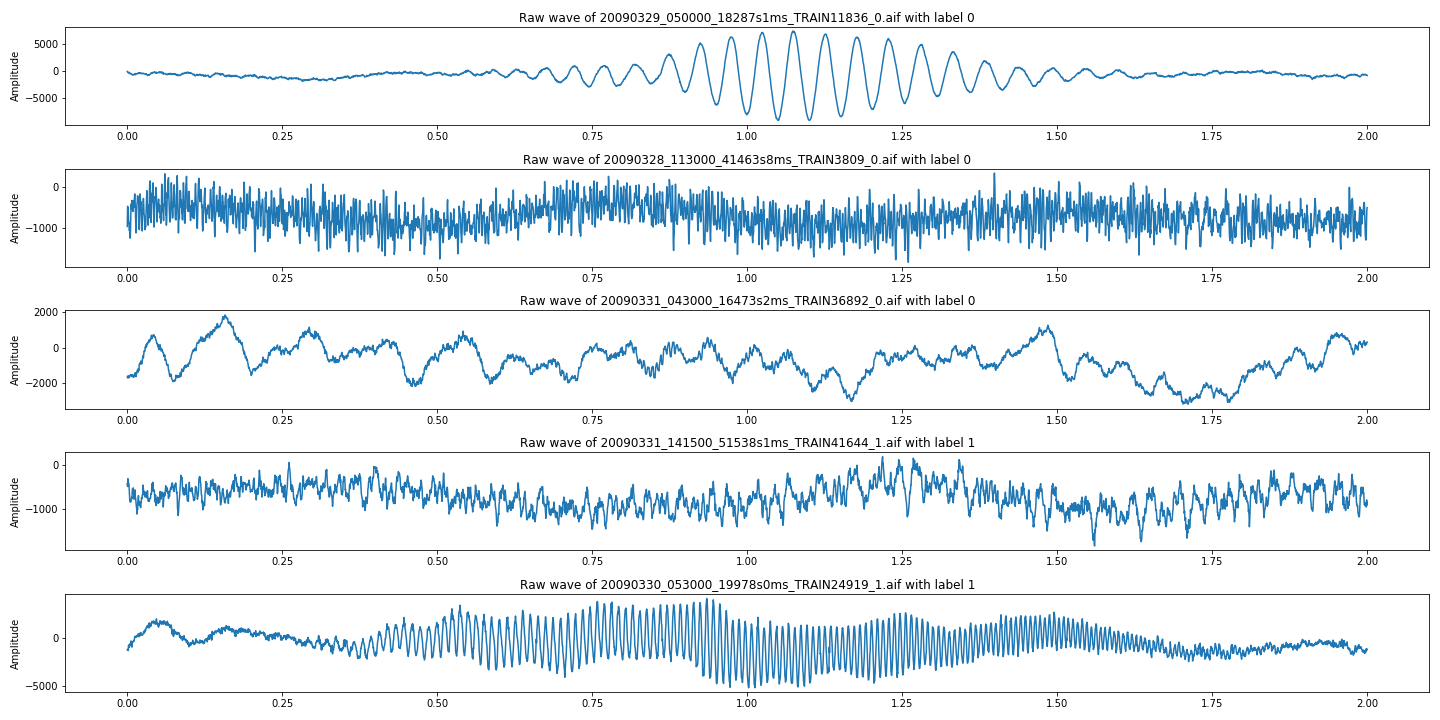 Raw wave of 20090329_050000_18287s1ms_TRAIN11836_0.aif with label 0
Amplitude
5000
0
−5000
0.00 0.25 0.50 0.75 1.00 1.25 1.50 1.75 2.00
Raw wave of 20090328_113000_41463s8ms_TRAIN3809_0.aif with label 0
Amplitude
0
−1000
0.00 0.25 0.50 0.75 1.00 1.25 1.50 1.75 2.00
Raw wave of 20090331_043000_16473s2ms_TRAIN36892_0.aif with label 0
Amplitude
2000
0
−2000
0.00 0.25 0.50 0.75 1.00 1.25 1.50 1.75 2.00
Raw wave of 20090331_141500_51538s1ms_TRAIN41644_1.aif with label 1
Amplitude
0
−1000
0.00 0.25 0.50 0.75 1.00 1.25 1.50 1.75 2.00
Raw wave of 20090330_053000_19978s0ms_TRAIN24919_1.aif with label 1
Amplitude
0
−5000
0.00 0.25 0.50 0.75 1.00 1.25 1.50 1.75 2.00